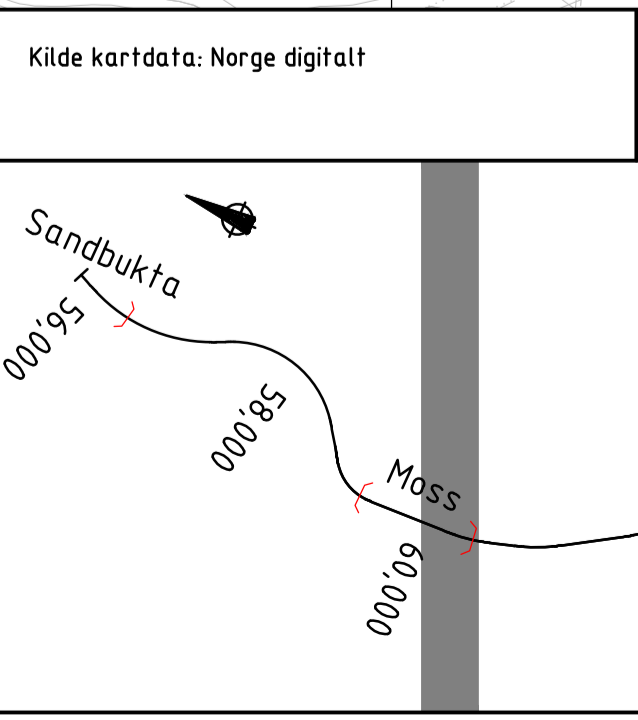 Kilde kartdata: Norge digitalt
Sandbukta
56,000
58,000
Moss
60,000